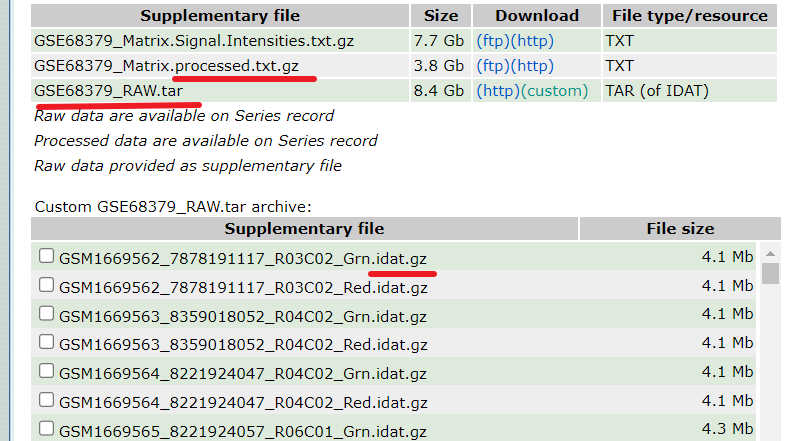 Supplementary file Size Download File type/resource
GSE68379_Matrix.Signal.Intensities.txt.gz 7.7 Gb (ftp)(http) TXT
GSE68379_Matrix.processed.txt.gz 3.8 Gb (ftp)(http) TXT
GSE68379_RAW.tar 8.4 Gb (http)(custom) TAR (of IDAT)
Raw data are available on Series record
Processed data are available on Series record
Raw data provided as supplementary file
Custom GSE68379_RAW.tar archive:
Supplementary file File size
GSM1669562_7878191117_R03C02_Grn.idat.gz 4.1 Mb
GSM1669562_7878191117_R03C02_Red.idat.gz 4.1 Mb
GSM1669563_8359018052_R04C02_Grn.idat.gz 4.1 Mb
GSM1669563_8359018052_R04C02_Red.idat.gz 4.1 Mb
GSM1669564_8221924047_R04C02_Grn.idat.gz 4.1 Mb
GSM1669564_8221924047_R04C02_Red.idat.gz 4.1 Mb
GSM1669565_8221924057_R06C01_Grn.idat.gz 4.3 Mb